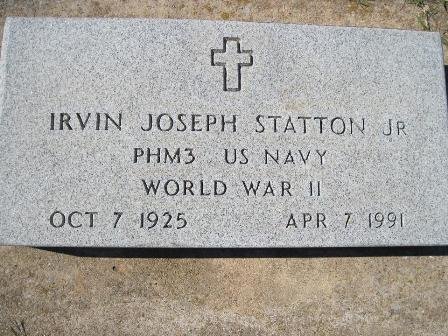 IRVIN JOSEPH STATTON JR
PHM3 US NAVY
WORLD WAR II
OCT 7 1925 APR 7 1991